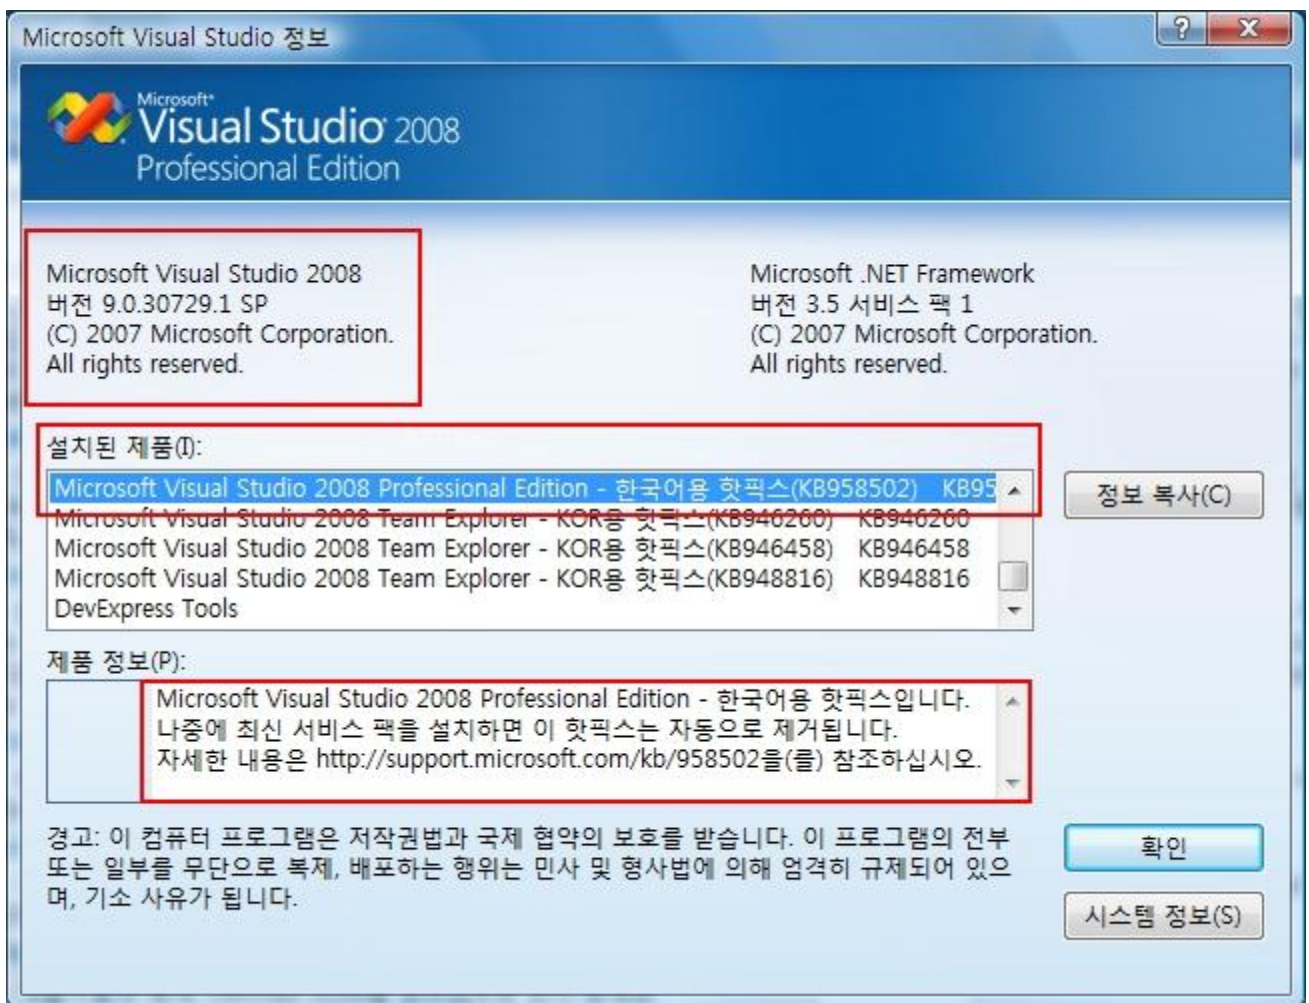 Microsoft Visual Studio 정보
Microsoft
Visual Studio 2008
Professional Edition
Microsoft Visual Studio 2008
버전 9.0.30729.1 SP
(C) 2007 Microsoft Corporation.
All rights reserved.
Microsoft .NET Framework
버전 3.5 서비스 팩 1
(C) 2007 Microsoft Corporation.
All rights reserved.
설치된 제품(I):
Microsoft Visual Studio 2008 Professional Edition - 한국어용 핫픽스(KB958502) KB95
Microsoft Visual Studio 2008 Team Explorer - KOR용 핫픽스(KB946260) KB946260
Microsoft Visual Studio 2008 Team Explorer - KOR용 핫픽스(KB946458) KB946458
Microsoft Visual Studio 2008 Team Explorer - KOR용 핫픽스(KB948816) KB948816
DevExpress Tools
정보 복사(C)
제품 정보(P):
Microsoft Visual Studio 2008 Professional Edition - 한국어용 핫픽스입니다.
나중에 최신 서비스 팩을 설치하면 이 핫픽스는 자동으로 제거됩니다.
자세한 내용은 http://support.microsoft.com/kb/958502을(를) 참조하십시오.
경고: 이 컴퓨터 프로그램은 저작권법과 국제 협약의 보호를 받습니다. 이 프로그램의 전부
또는 일부를 무단으로 복제, 배포하는 행위는 민사 및 형사법에 의해 엄격히 규제되어 있으
며, 기소 사유가 됩니다.
확인
시스템 정보(S)